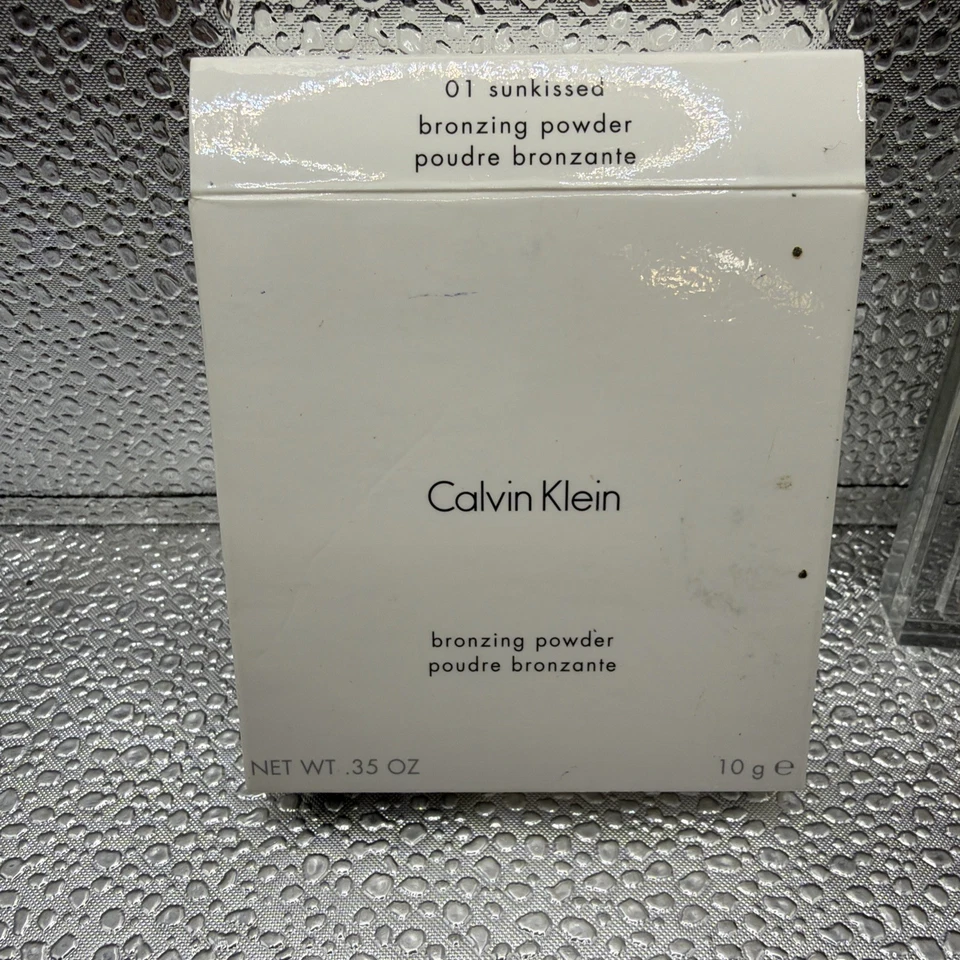 01 sunkissed
bronzing powder
poudre bronzante
Calvin Klein
bronzing powder
poudre bronzante
NET WT .35 OZ
10 g ℮